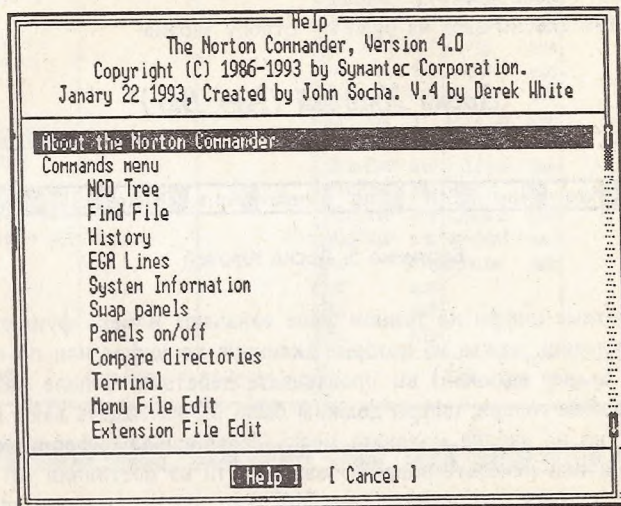 Help
The Norton Commander, Version 4.0
Copyright (C) 1986-1993 by Symantec Corporation.
Janary 22 1993, Created by John Socha. V.4 by Derek White
About the Norton Commander
Commands menu
NCD Tree
Find File
History
EGA Lines
System Information
Swap panels
Panels on/off
Compare directories
Terminal
Menu File Edit
Extension File Edit
[ Help ] [ Cancel ]